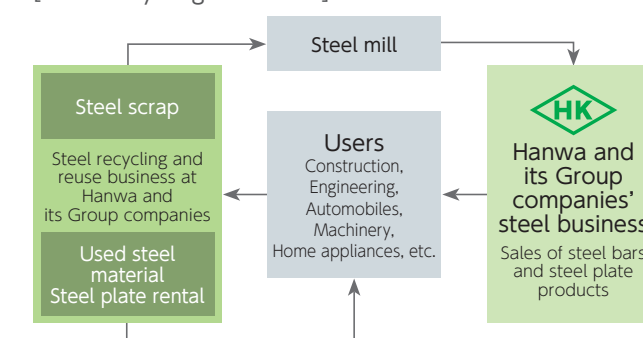 Steel mill
Steel scrap
Steel recycling and
reuse business at
Hanwa and
its Group companies
Used steel
material
Steel plate rental
Users
Construction,
Engineering,
Automobiles,
Machinery,
Home appliances, etc.
HK
Hanwa and
its Group
companies’
steel business
Sales of steel bars
and steel plate
products